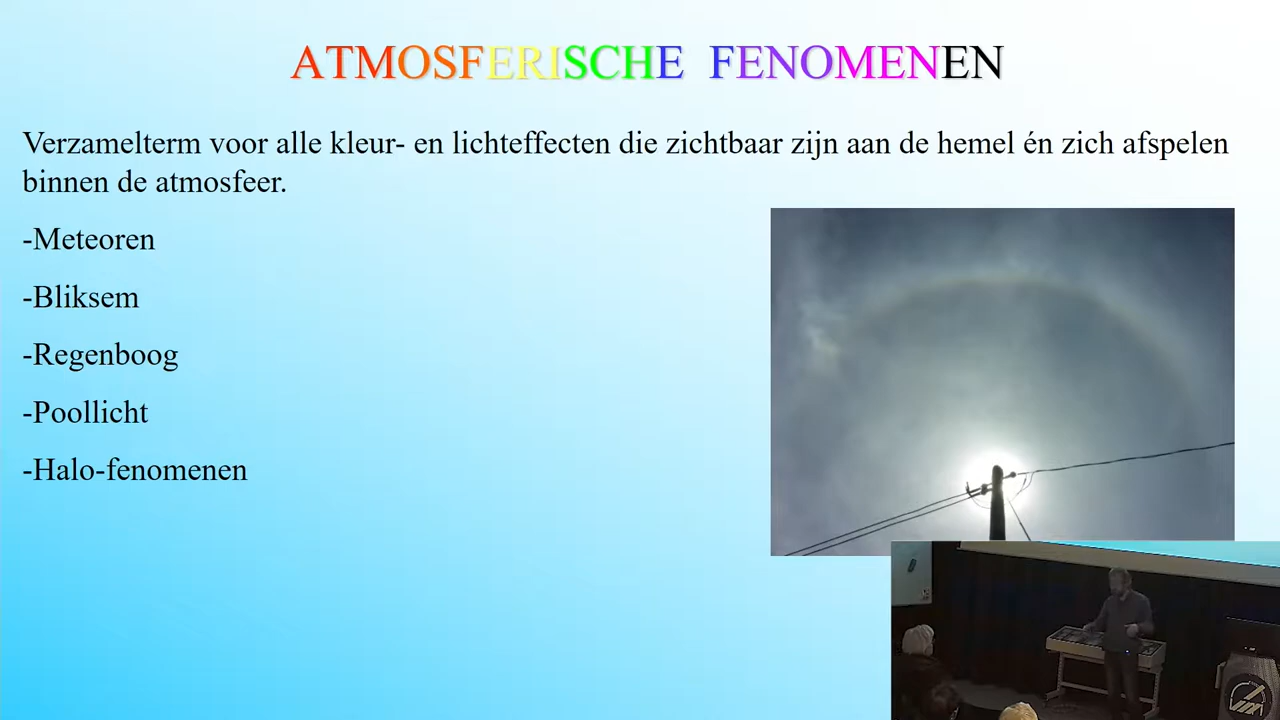 ATMOSFERISCHE FENOMENEN
Verzamelterm voor alle kleur- en lichteffecten die zichtbaar zijn aan de hemel én zich afspelen
binnen de atmosfeer.
-Meteoren
-Bliksem
-Regenboog
-Poollicht
-Halo-fenomenen